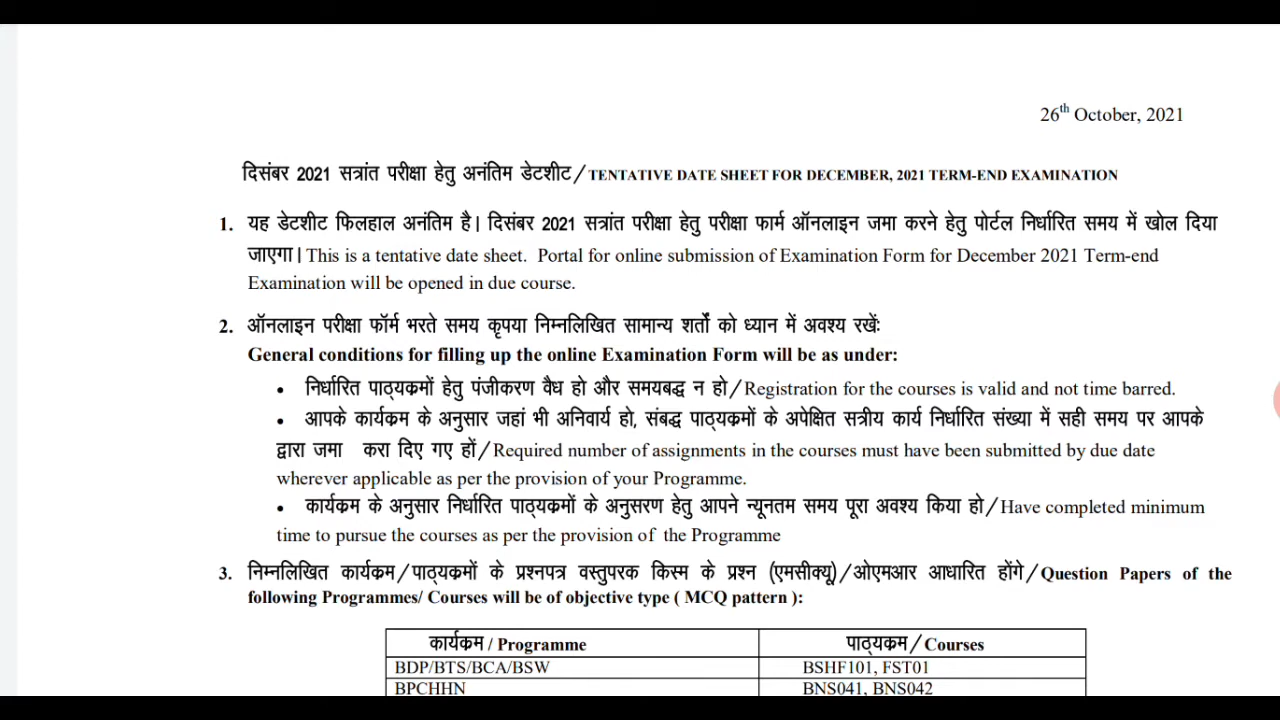 26th October, 2021
दिसंबर 2021 सत्रांत परीक्षा हेतु अनंतिम डेटशीट/TENTATIVE DATE SHEET FOR DECEMBER, 2021 TERM-END EXAMINATION
1. यह डेटशीट फिलहाल अनंतिम है। दिसंबर 2021 सत्रांत परीक्षा हेतु परीक्षा फार्म ऑनलाइन जमा करने हेतु पोर्टल निर्धारित समय में खोल दिया
जाएगा। This is a tentative date sheet. Portal for online submission of Examination Form for December 2021 Term-end
Examination will be opened in due course.
2. ऑनलाइन परीक्षा फॉर्म भरते समय कृपया निम्नलिखित सामान्य शर्तों को ध्यान में अवश्य रखेंः
General conditions for filling up the online Examination Form will be as under:
• निर्धारित पाठ्यक्रमों हेतु पंजीकरण वैध हो और समयबद्ध न हो/Registration for the courses is valid and not time barred.
• आपके कार्यक्रम के अनुसार जहां भी अनिवार्य हो, संबद्ध पाठ्यक्रमों के अपेक्षित सत्रीय कार्य निर्धारित संख्या में सही समय पर आपके
द्वारा जमा करा दिए गए हों/Required number of assignments in the courses must have been submitted by due date
wherever applicable as per the provision of your Programme.
• कार्यक्रम के अनुसार निर्धारित पाठ्यक्रमों के अनुसरण हेतु आपने न्यूनतम समय पूरा अवश्य किया हो/Have completed minimum
time to pursue the courses as per the provision of the Programme
3. निम्नलिखित कार्यक्रम/पाठ्यक्रमों के प्रश्नपत्र वस्तुपरक किस्म के प्रश्न (एमसीक्यू)/ओएमआर आधारित होंगे/Question Papers of the
following Programmes/ Courses will be of objective type ( MCQ pattern ):
कार्यक्रम/Programme पाठ्यक्रम/Courses
BDP/BTS/BCA/BSW BSHF101, FST01
BPCHHN BNS041, BNS042